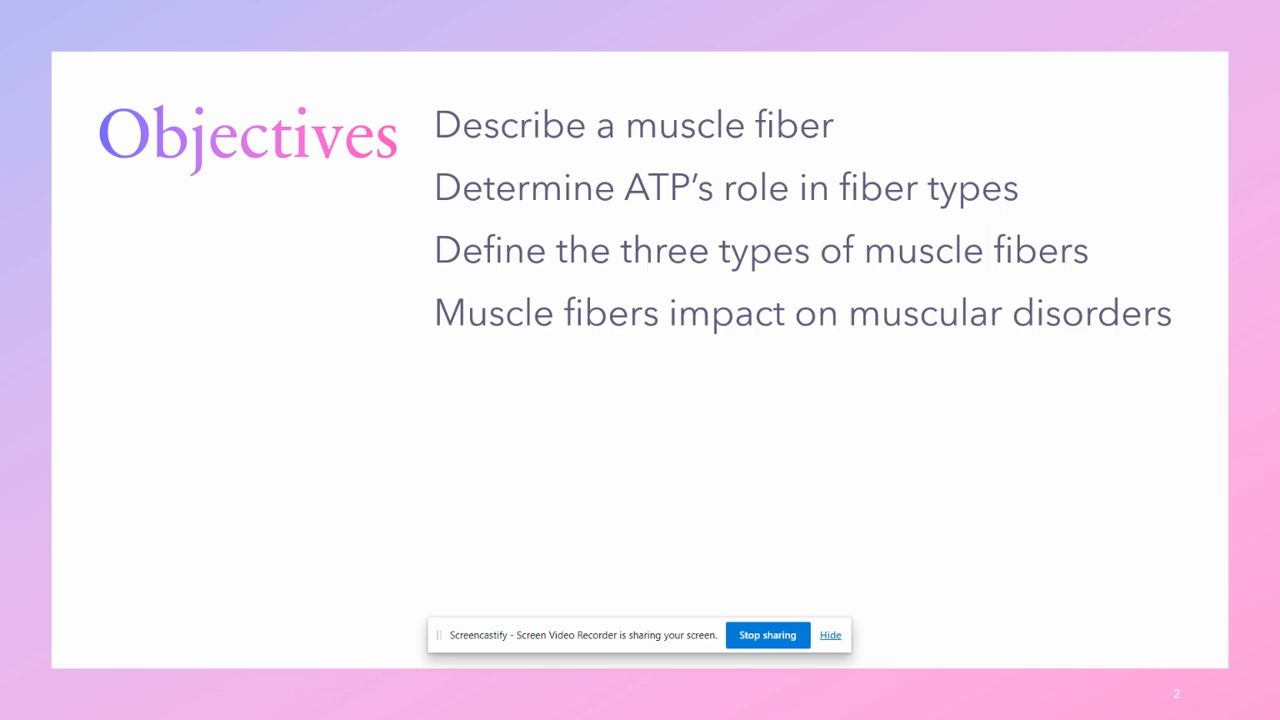 Objectives
Describe a muscle fiber
Determine ATP’s role in fiber types
Define the three types of muscle fibers
Muscle fibers impact on muscular disorders
Screencastify - Screen Video Recorder is sharing your screen.
Stop sharing
Hide
2